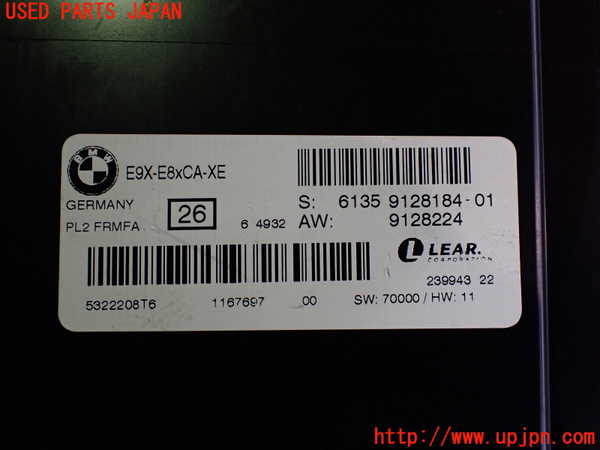 USED PARTS JAPAN
BMW
E9X-E8xCA-XE
GERMANY
PL2 FRMFA 26 6 4932
S: 6135 9128184-01
AW: 9128224
LEAR.
CORPORATION
239943 22
5322208T6 1167697 00 SW: 70000 / HW: 11
http://www.upjpn.com/